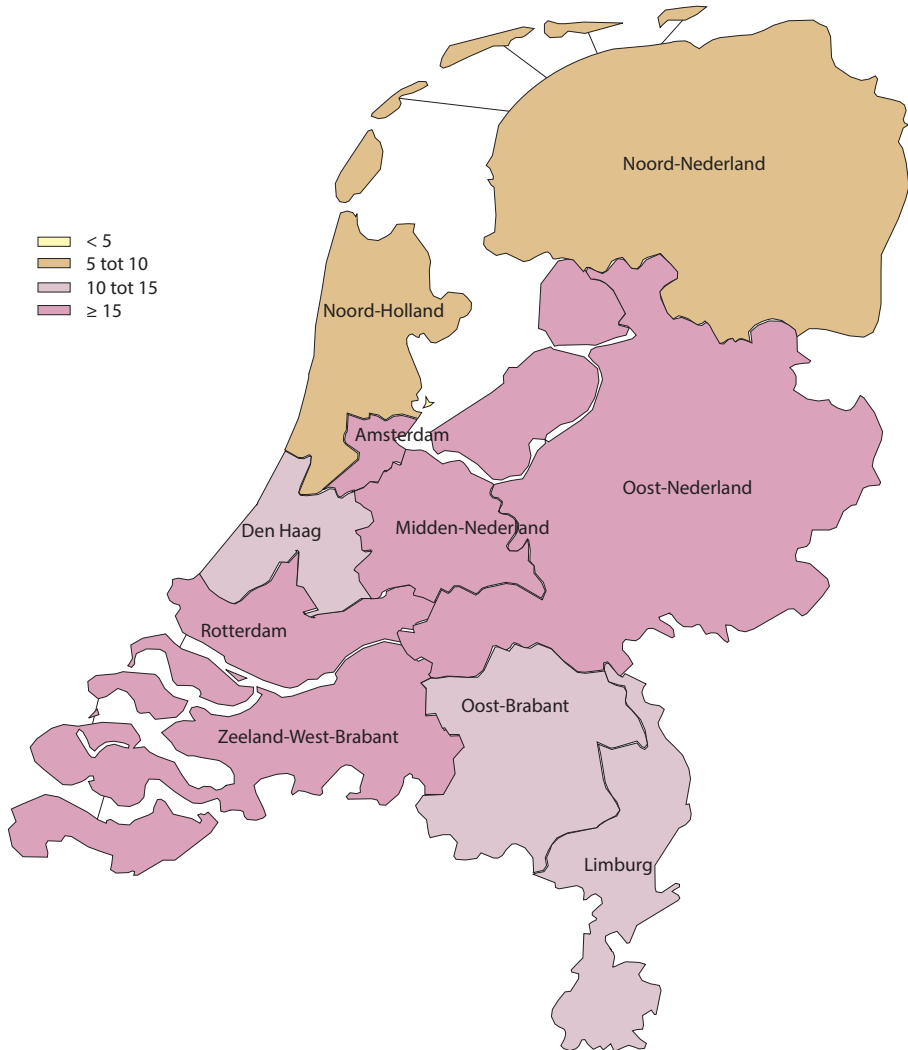 Noord-Nederland
< 5
5 tot 10
10 tot 15
≥ 15
Noord-Holland
Amsterdam
Oost-Nederland
Den Haag
Midden-Nederland
Rotterdam
Oost-Brabant
Zeeland-West-Brabant
Limburg